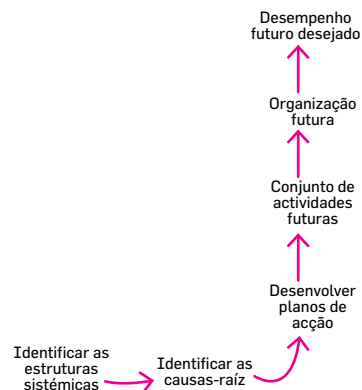 Desempenho
futuro desejado
Organização
futura
Conjunto de
actividades
futuras
Desenvolver
planos de
acção
Identificar as
estruturas
sistémicas
Identificar as
causas-raíz